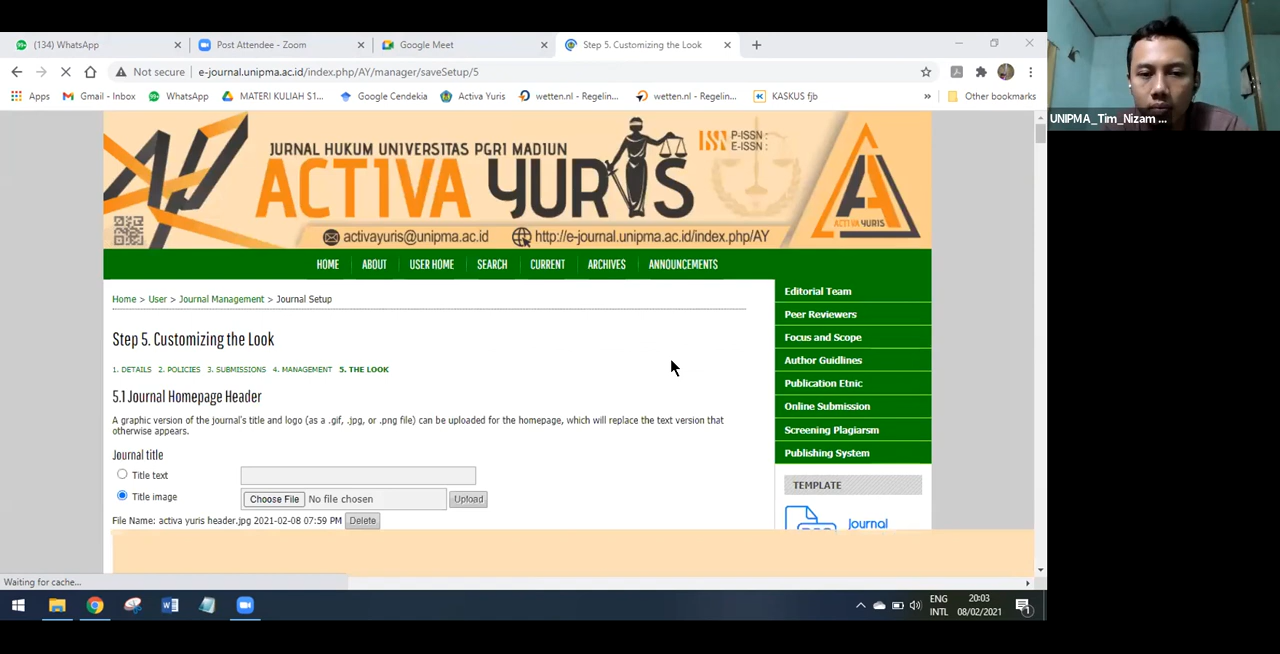 (134) WhatsApp
Post Attendee - Zoom
Google Meet
Step 5. Customizing the Look
Not secure
e-journal.unipma.ac.id/index.php/AY/manager/saveSetup/5
Apps
Gmail - Inbox
WhatsApp
MATERI KULIAH S1...
Google Cendekia
Activa Yuris
wetten.nl - Regelin...
wetten.nl - Regelin...
KASKUS fjb
»
Other bookmarks
UNIPMA_Tim_Nizam ...
JURNAL HUKUM UNIVERSITAS PGRI MADIUN
ACTIVA YURIS
ISSN P-ISSN :
E-ISSN :
ACTIVA YURIS
activayuris@unipma.ac.id
http://e-journal.unipma.ac.id/index.php/AY
HOME
ABOUT
USER HOME
SEARCH
CURRENT
ARCHIVES
ANNOUNCEMENTS
Home > User > Journal Management > Journal Setup
Step 5. Customizing the Look
1. DETAILS 2. POLICIES 3. SUBMISSIONS 4. MANAGEMENT 5. THE LOOK
5.1 Journal Homepage Header
A graphic version of the journal's title and logo (as a .gif, .jpg, or .png file) can be uploaded for the homepage, which will replace the text version that
otherwise appears.
Journal title
Title text
Title image
Choose File No file chosen
Upload
File Name: activa yuris header.jpg 2021-02-08 07:59 PM Delete
Editorial Team
Peer Reviewers
Focus and Scope
Author Guidlines
Publication Etnic
Online Submission
Screening Plagiarsm
Publishing System
TEMPLATE
journal
Waiting for cache...
ENG
INTL
20:03
08/02/2021
1